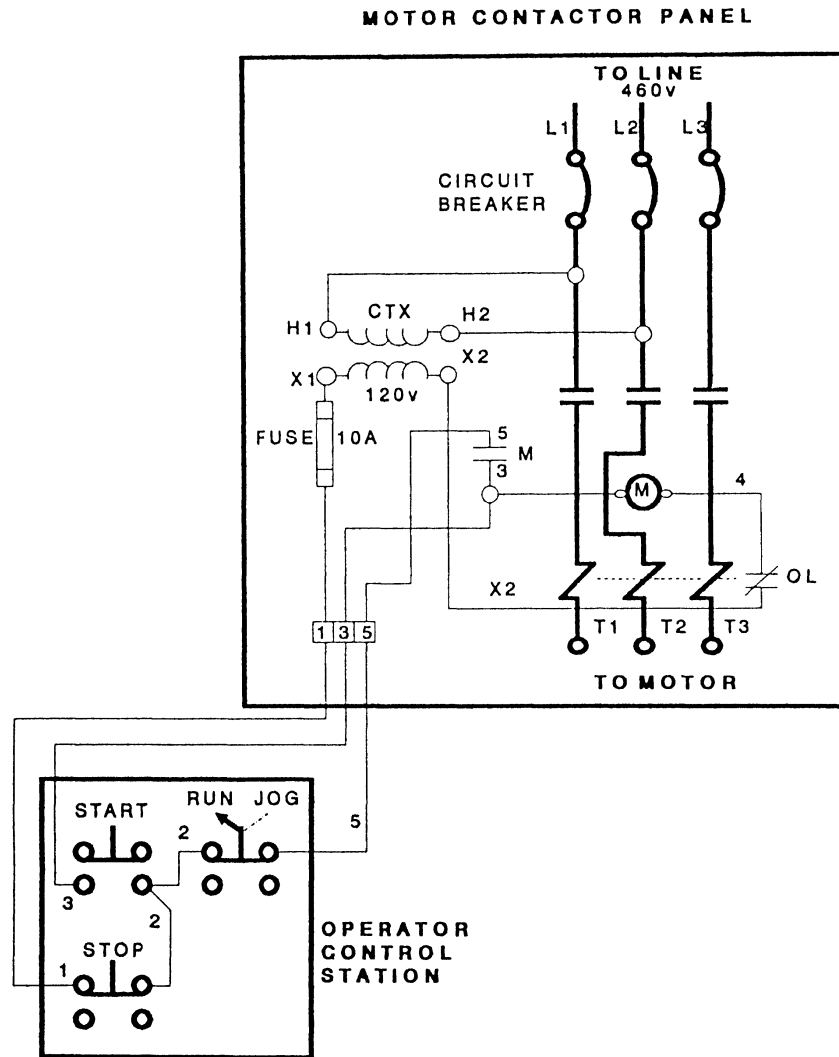 MOTOR CONTACTOR PANEL
TO LINE
460v
L1 L2 L3
CIRCUIT
BREAKER
CTX
H1 H2
X2
X1
120v
5
FUSE 10A
M
3
M
4
X2
OL
1 3 5
T1 T2 T3
TO MOTOR
RUN JOG
START
2
5
3
2
OPERATOR
CONTROL
STATION
STOP
1